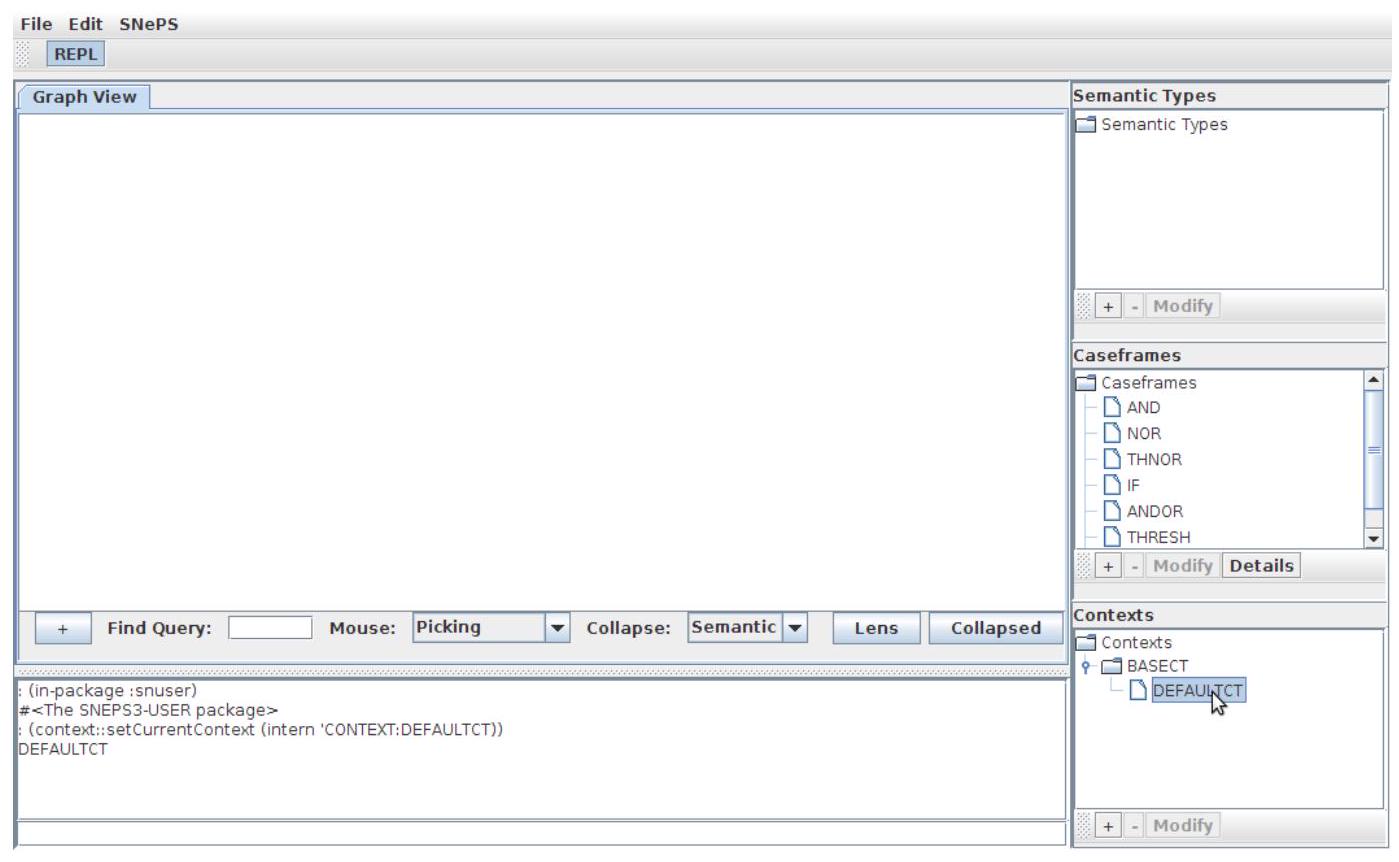 File Edit SNePS
REPL
Graph View
+ Find Query: Mouse: Picking Collapse: Semantic Lens Collapsed
: (in-package :snuser)
#<The SNEPS3-USER package>
: (context::setCurrentContext (intern 'CONTEXT:DEFAULTCT))
DEFAULTCT
Semantic Types
Semantic Types
+ - Modify
Caseframes
Caseframes
AND
NOR
THNOR
IF
ANDOR
THRESH
+ - Modify Details
Contexts
Contexts
BASECT
DEFAULTCT
+ - Modify